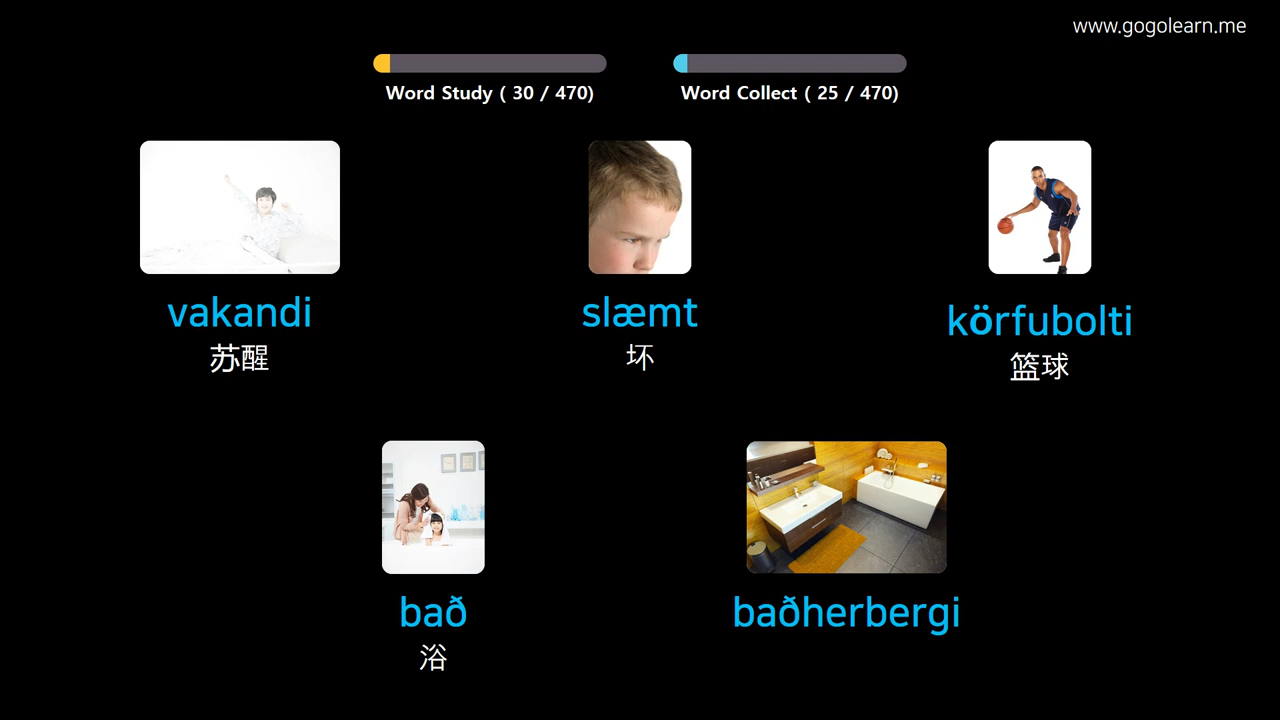 www.gogolearn.me
Word Study ( 30 / 470)
Word Collect ( 25 / 470)
vakandi
苏醒
slæmt
坏
körfubolti
篮球
bað
浴
baðherbergi